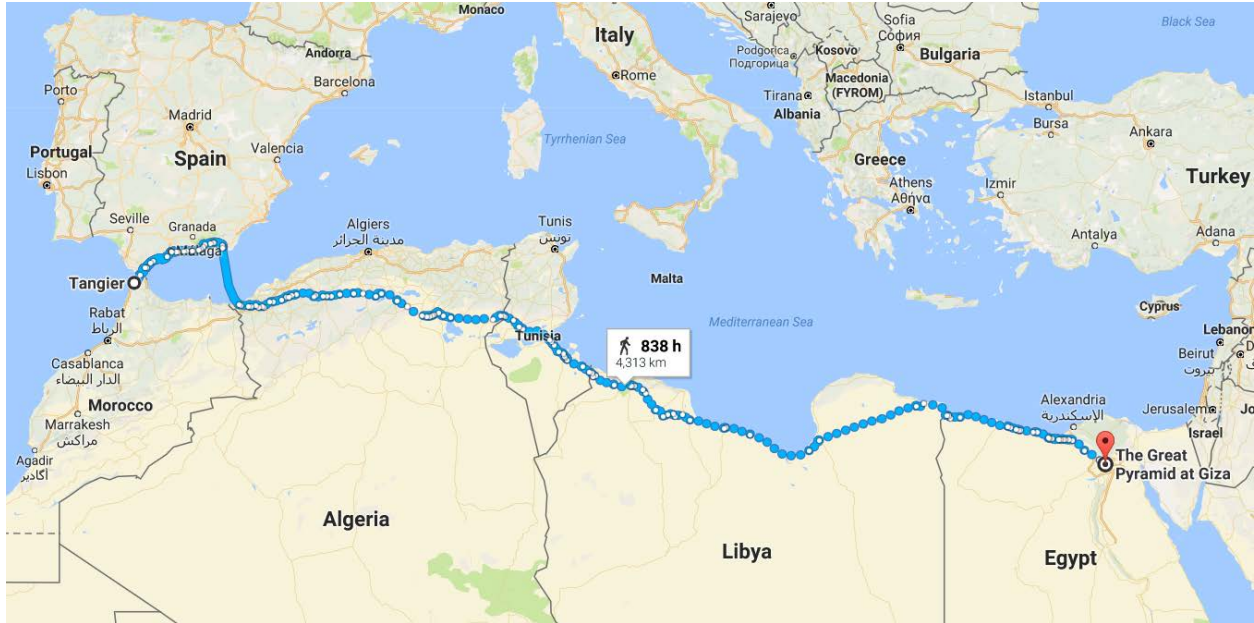 Monaco
Andorra
Barcelona
Porto
Madrid
Spain
Valencia
Portugal
Lisbon
Seville
Granada
Tangier
Rabat
الرباط
Casablanca
الدار البيضاء
Morocco
Marrakesh
مراكش
Agadir
أكادير
Algiers
مدينة الجزائر
Tunis
تونس
Tunisia
Algeria
Italy
Rome
Tyrrhenian Sea
Malta
Mediterranean Sea
838 h
4,313 km
Libya
Sarajevo
Podgorica
Подгорица
Kosovo
Sofia
София
Bulgaria
Macedonia
(FYROM)
Tirana
Albania
Greece
Athens
Αθήνα
Black Sea
Istanbul
Bursa
Ankara
Turkey
Izmir
Antalya
Adana
Cyprus
Lebanon
Beirut
بيروت
Jerusalem
Israel
Jo
Alexandria
الإسكندرية
The Great
Pyramid at Giza
Egypt